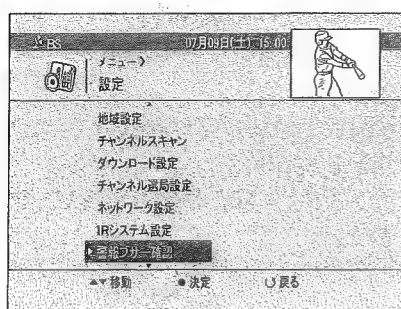 BS 07月09日(土) 15:00
メニュー〉
設定
地域設定
チャンネルスキャン
ダウンロード設定
チャンネル選局設定
ネットワーク設定
IRシステム設定
警報ブザー確認
▲▼移動 ●決定 戻る